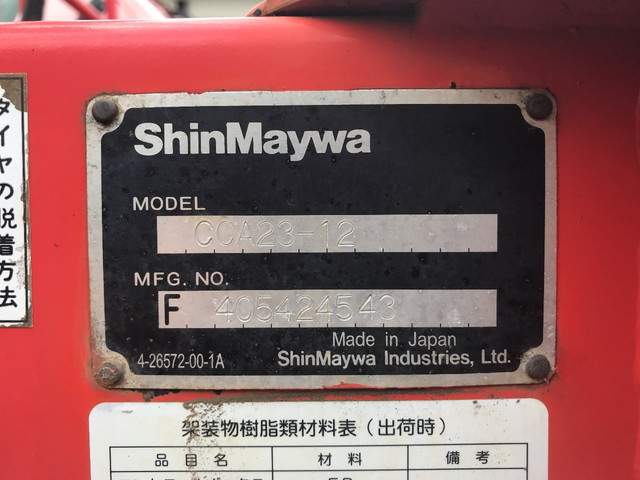 タイヤの脱着方法
ShinMaywa
MODEL
CCA23-12
MFG. NO.
F 405424543
Made in Japan
4-26572-00-1A ShinMaywa Industries, Ltd.
架装物樹脂類材料表(出荷時)
品目名 材料 備考